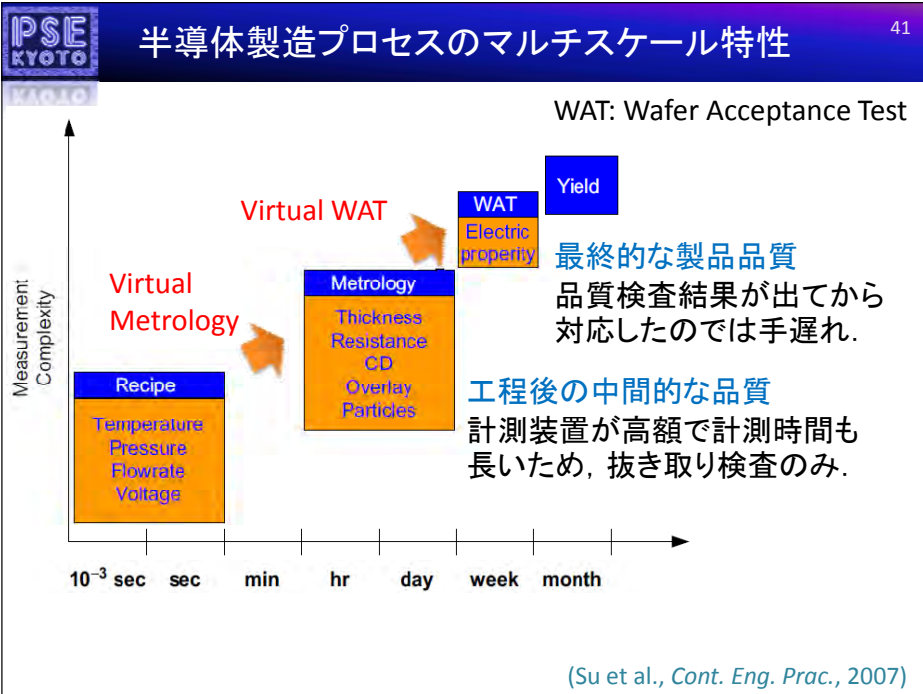 PSE
KYOTO
半導体製造プロセスのマルチスケール特性
41
WAT: Wafer Acceptance Test
Yield
WAT
Electric
properity
Virtual WAT
最終的な製品品質
品質検査結果が出てから
対応したのでは手遅れ.
Metrology
Thickness
Resistance
CD
Overlay
Particles
Virtual
Metrology
Measurement
Complexity
工程後の中間的な品質
計測装置が高額で計測時間も
長いため，抜き取り検査のみ.
Recipe
Temperature
Pressure
Flowrate
Voltage
10⁻³ sec sec min hr day week month
(Su et al., Cont. Eng. Prac., 2007)